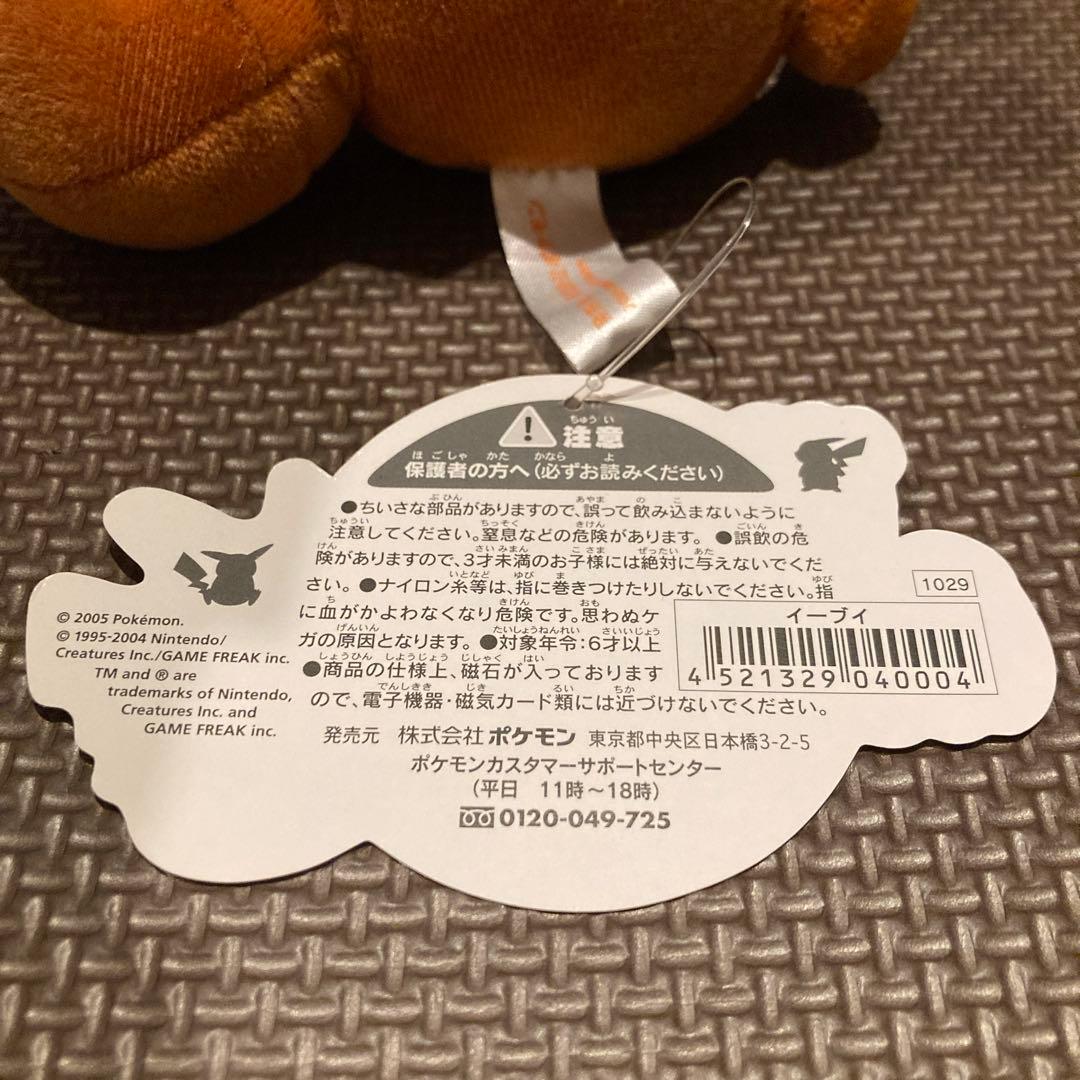 注意
保護者の方へ(必ずお読みください)
●ちいさな部品がありますので、誤って飲み込まないように
注意してください。窒息などの危険があります。 ●誤飲の危
険がありますので、3才未満のお子様には絶対に与えないでくだ
さい。●ナイロン糸等は、指に巻きつけたりしないでください。指
に血がかよわなくなり危険です。思わぬケ
ガの原因となります。●対象年令:6才以上
●商品の仕様上、磁石が入っております
ので、電子機器・磁気カード類には近づけないでください。
1029
イーブイ
4 521329 040004
© 2005 Pokémon.
© 1995-2004 Nintendo/
Creatures Inc./GAME FREAK inc.
TM and ® are
trademarks of Nintendo,
Creatures Inc. and
GAME FREAK inc.
発売元 株式会社ポケモン 東京都中央区日本橋3-2-5
ポケモンカスタマーサポートセンター
(平日 11時～18時)
0120-049-725